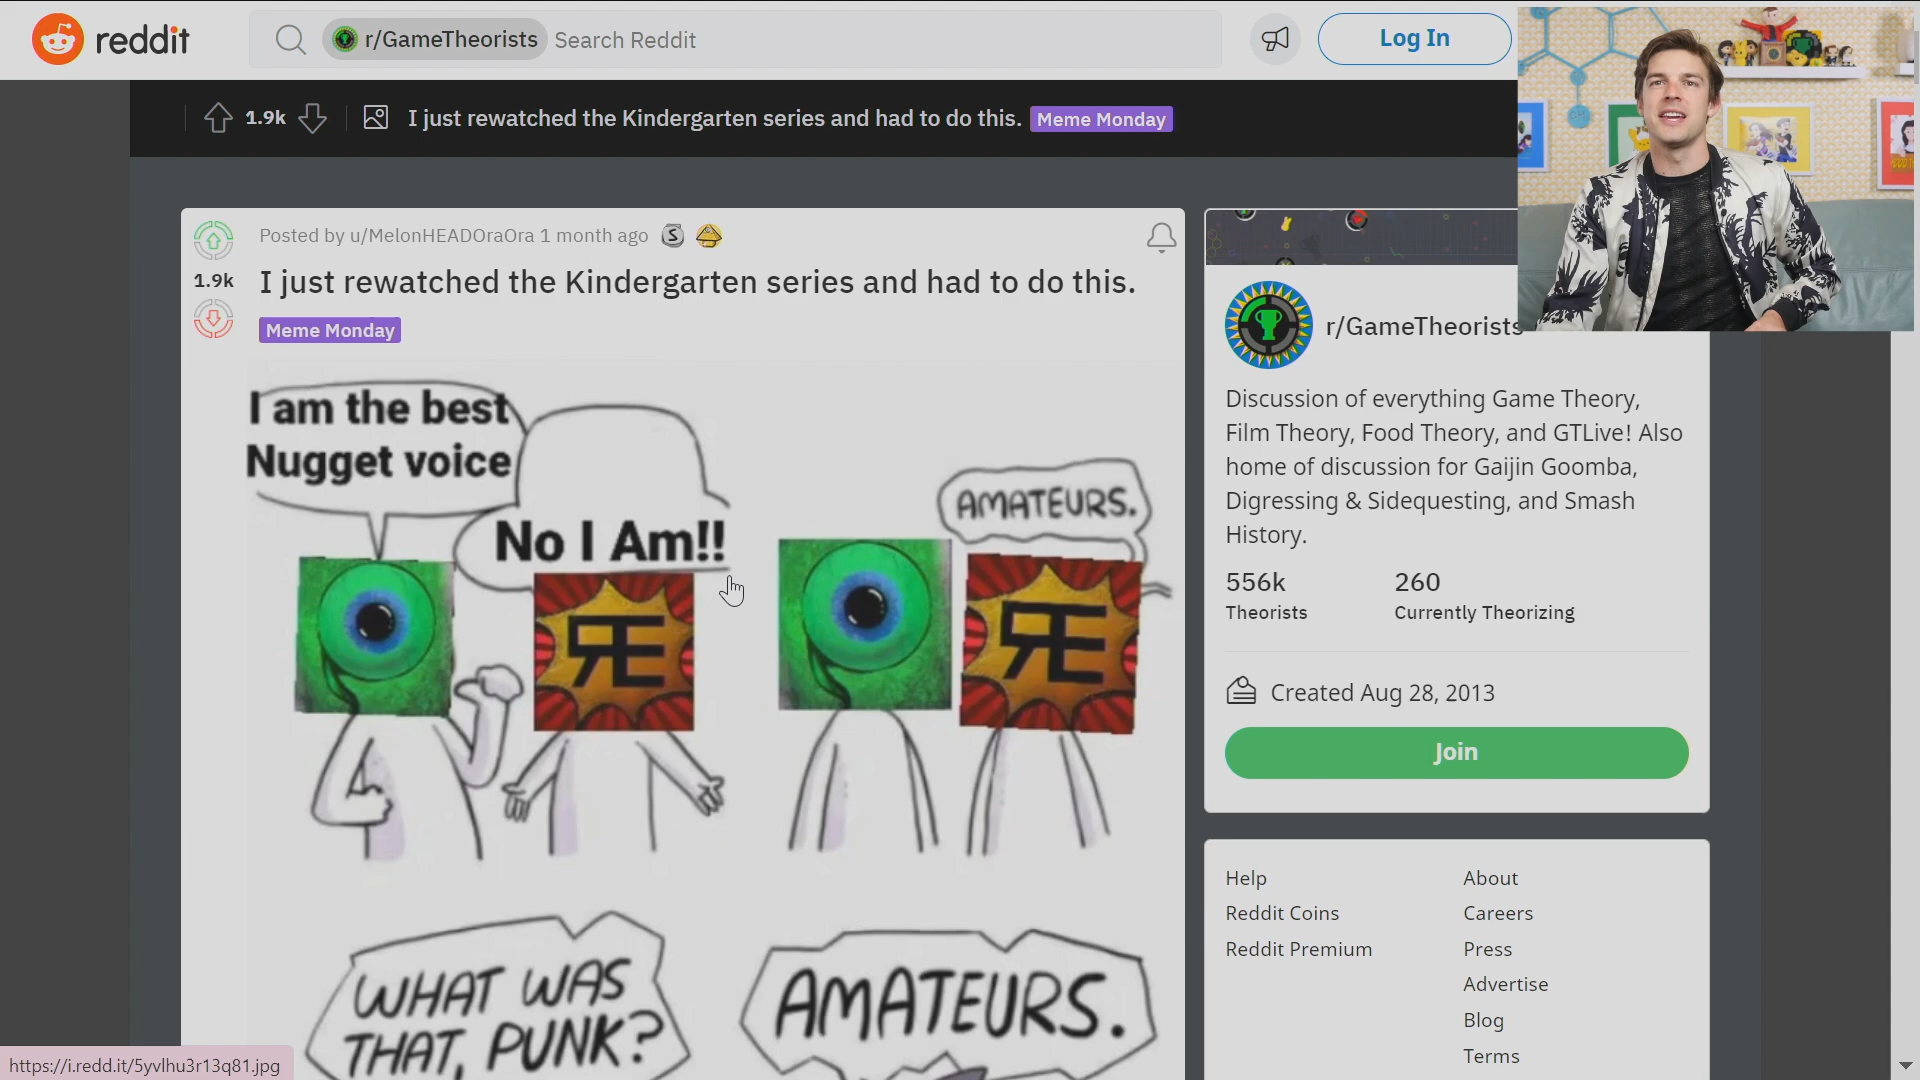 reddit
r/GameTheorists Search Reddit
Log In
1.9k
I just rewatched the Kindergarten series and had to do this. Meme Monday
Posted by u/MelonHEADOraOra 1 month ago
1.9k
I just rewatched the Kindergarten series and had to do this.
Meme Monday
I am the best
Nugget voice
No I Am!!
AMATEURS.
WHAT WAS
THAT, PUNK?
AMATEURS.
r/GameTheorists
Discussion of everything Game Theory,
Film Theory, Food Theory, and GTLive! Also
home of discussion for Gaijin Goomba,
Digressing & Sidequesting, and Smash
History.
556k
Theorists
260
Currently Theorizing
Created Aug 28, 2013
Join
Help
Reddit Coins
Reddit Premium
About
Careers
Press
Advertise
Blog
Terms
https://i.redd.it/5yvlhu3r13q81.jpg